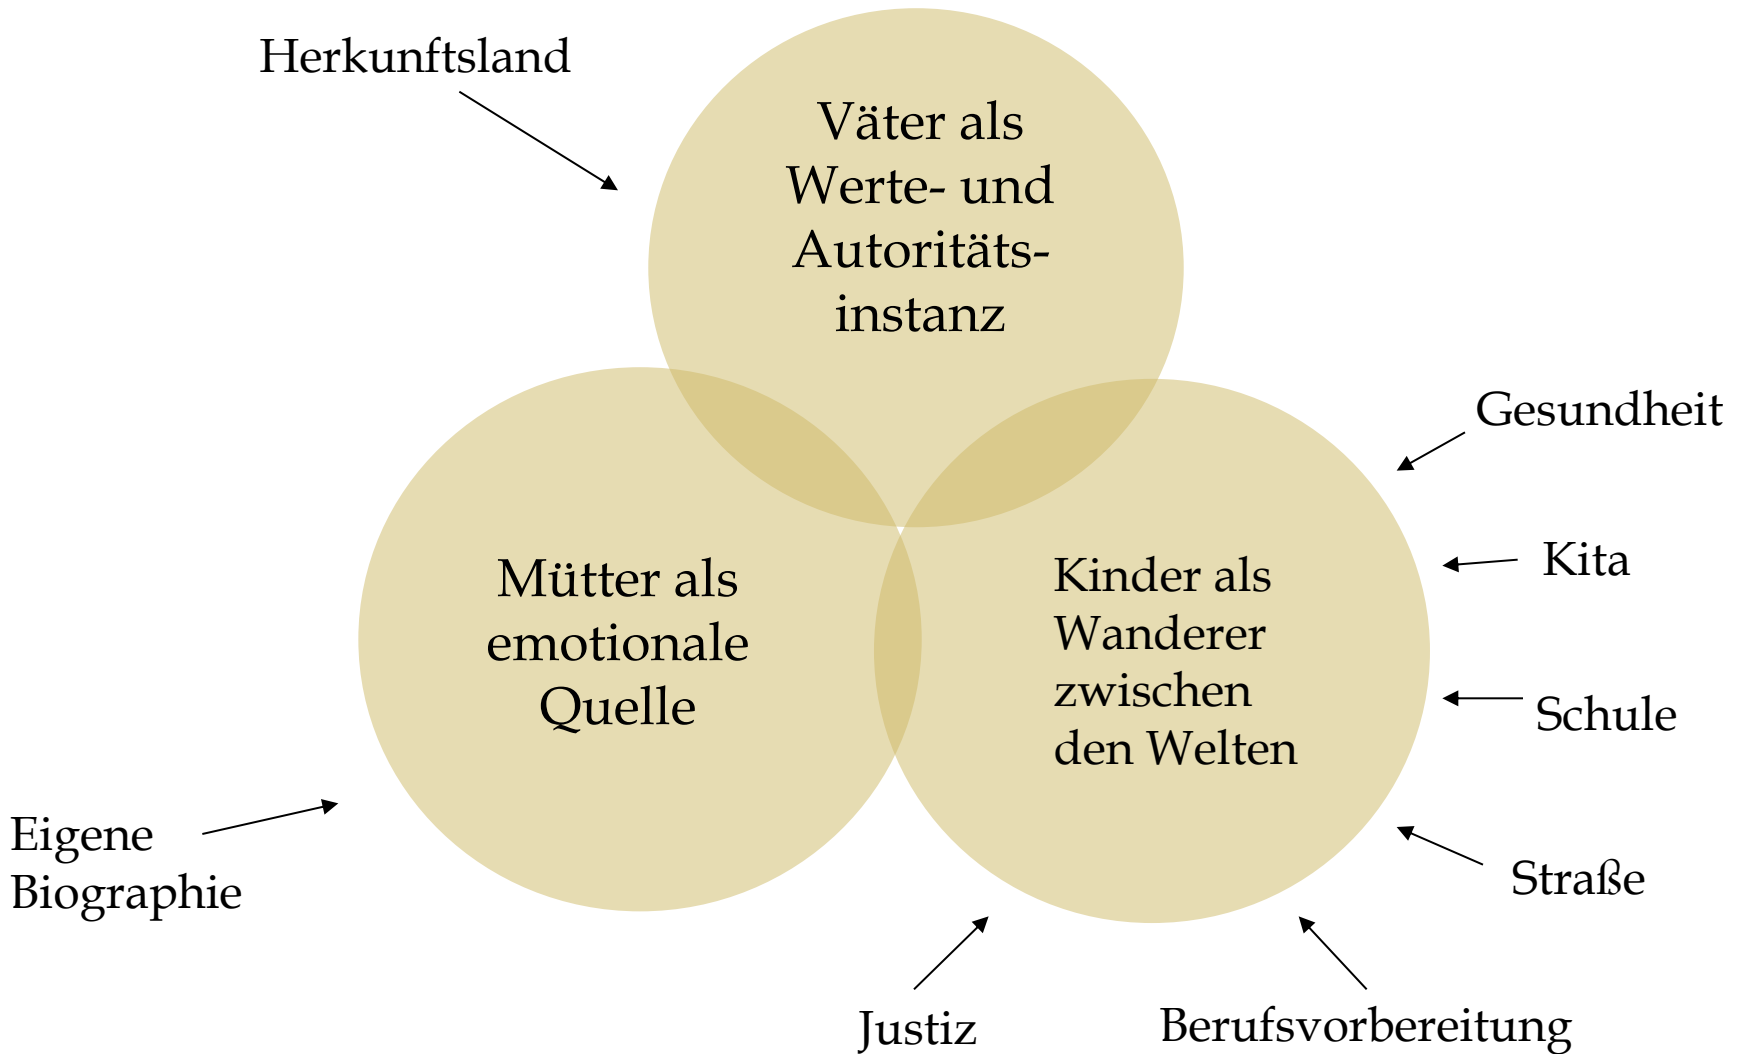 Herkunftsland
Väter als
Werte- und
Autoritäts-
instanz
Mütter als
emotionale
Quelle
Kinder als
Wanderer
zwischen
den Welten
Gesundheit
Kita
Schule
Straße
Eigene
Biographie
Justiz
Berufsvorbereitung